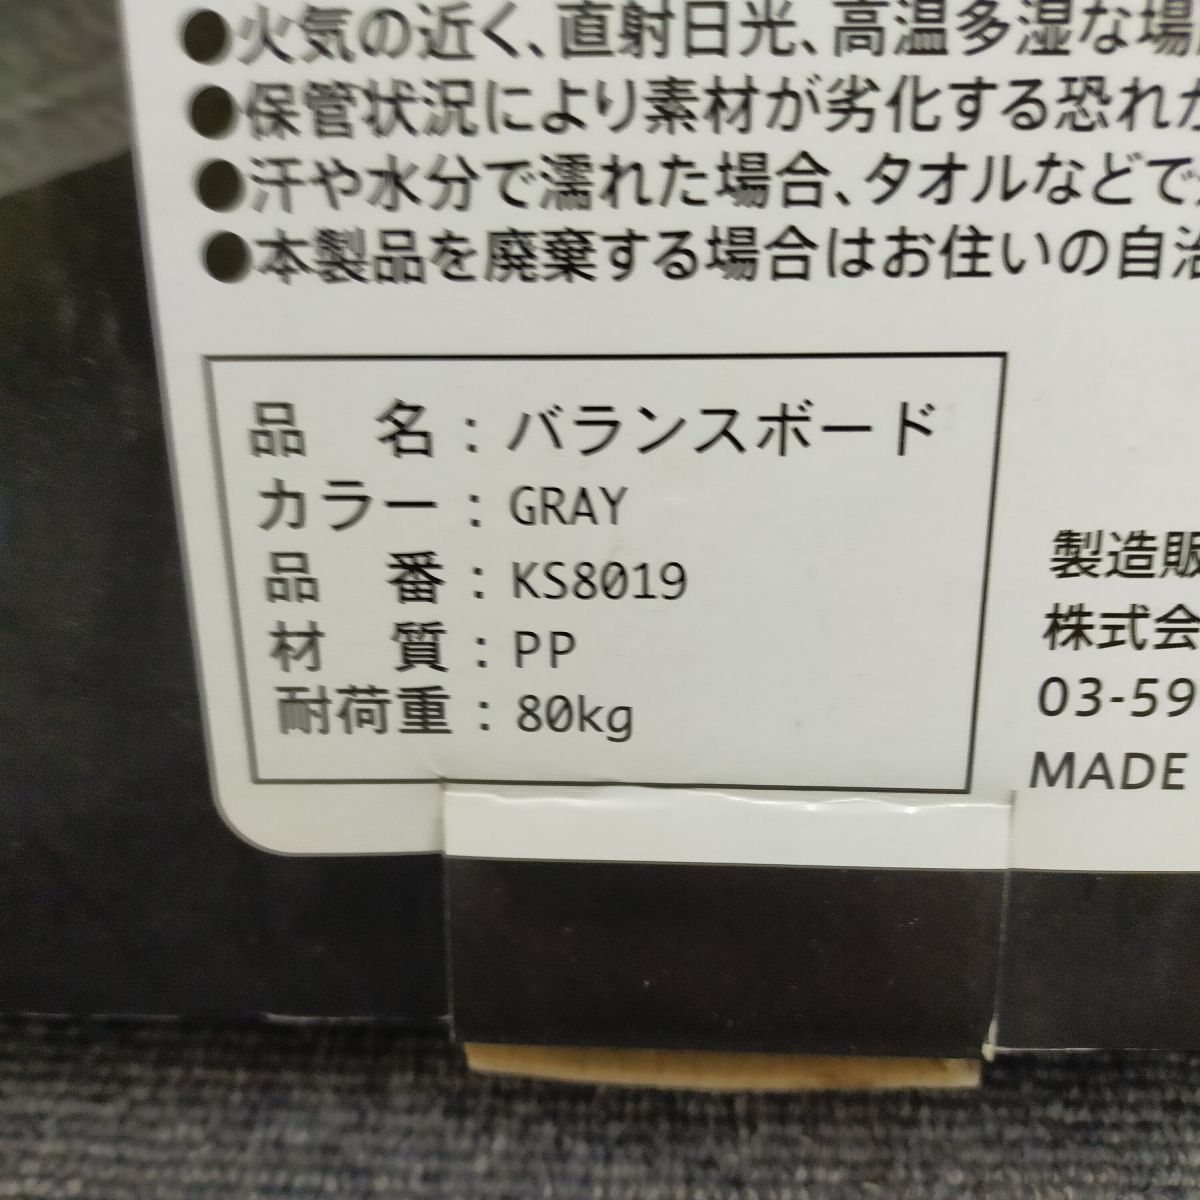 ●火気の近く、直射日光、高温多湿な場
●保管状況により素材が劣化する恐れが
●汗や水分で濡れた場合、タオルなどで
●本製品を廃棄する場合はお住いの自治
品 名：バランスボード
カラー：GRAY
品 番：KS8019
材 質：PP
耐荷重：80kg
製造販
株式会
03-59
MADE